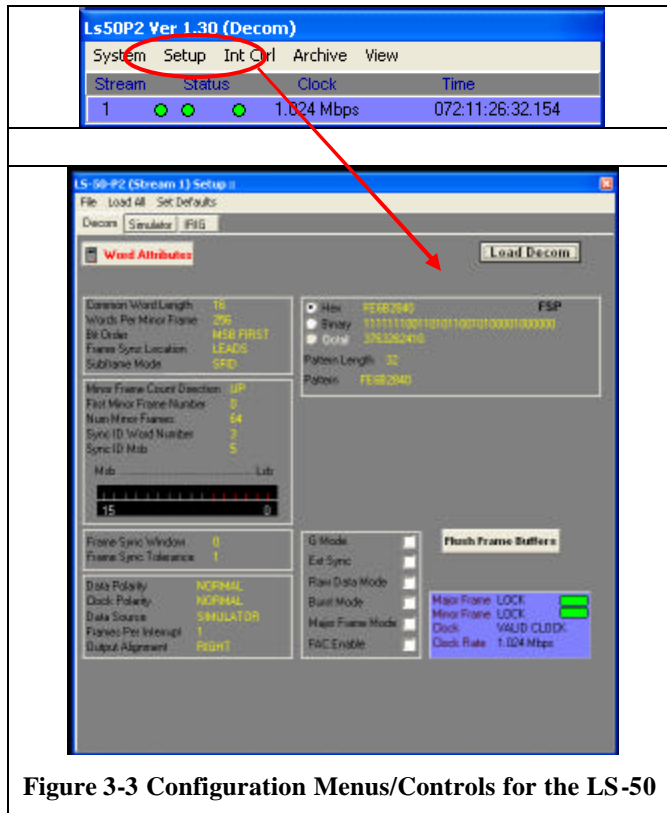 Ls50P2 Ver 1.30 (Decom)
System Setup Int Ctrl Archive View
Stream Status Clock Time
1 1.024 Mbps 072:11:26:32.154
LS-50-P2 (Stream 1) Setup ::
File Load All Set Defaults
Decom Simulator IRIG
Word Attributes
Load Decom
Common Word Length 16
Words Per Minor Frame 256
Bit Order MSB FIRST
Frame Sync Location LEADS
Subframe Mode SFID
Hex FE6B2840 FSP
Binary 11111110011010110010100001000000
Octal 37632624100
Pattern Length 32
Pattern FE6B2840
Minor Frame Count Direction UP
First Minor Frame Number 0
Num Minor Frames 64
Sync ID Word Number 3
Sync ID Msb 5
Msb Lsb
15 0
Frame Sync Window 0
Frame Sync Tolerance 1
Data Polarity NORMAL
Clock Polarity NORMAL
Data Source SIMULATOR
Frames Per Interrupt 1
Output Alignment RIGHT
G Mode
Ext Sync
Raw Data Mode
Burst Mode
Major Frame Mode
FAC Enable
Flush Frame Buffers
Major Frame LOCK
Minor Frame LOCK
Clock VALID CLOCK
Clock Rate 1.024 Mbps
Figure 3-3 Configuration Menus/Controls for the LS-50